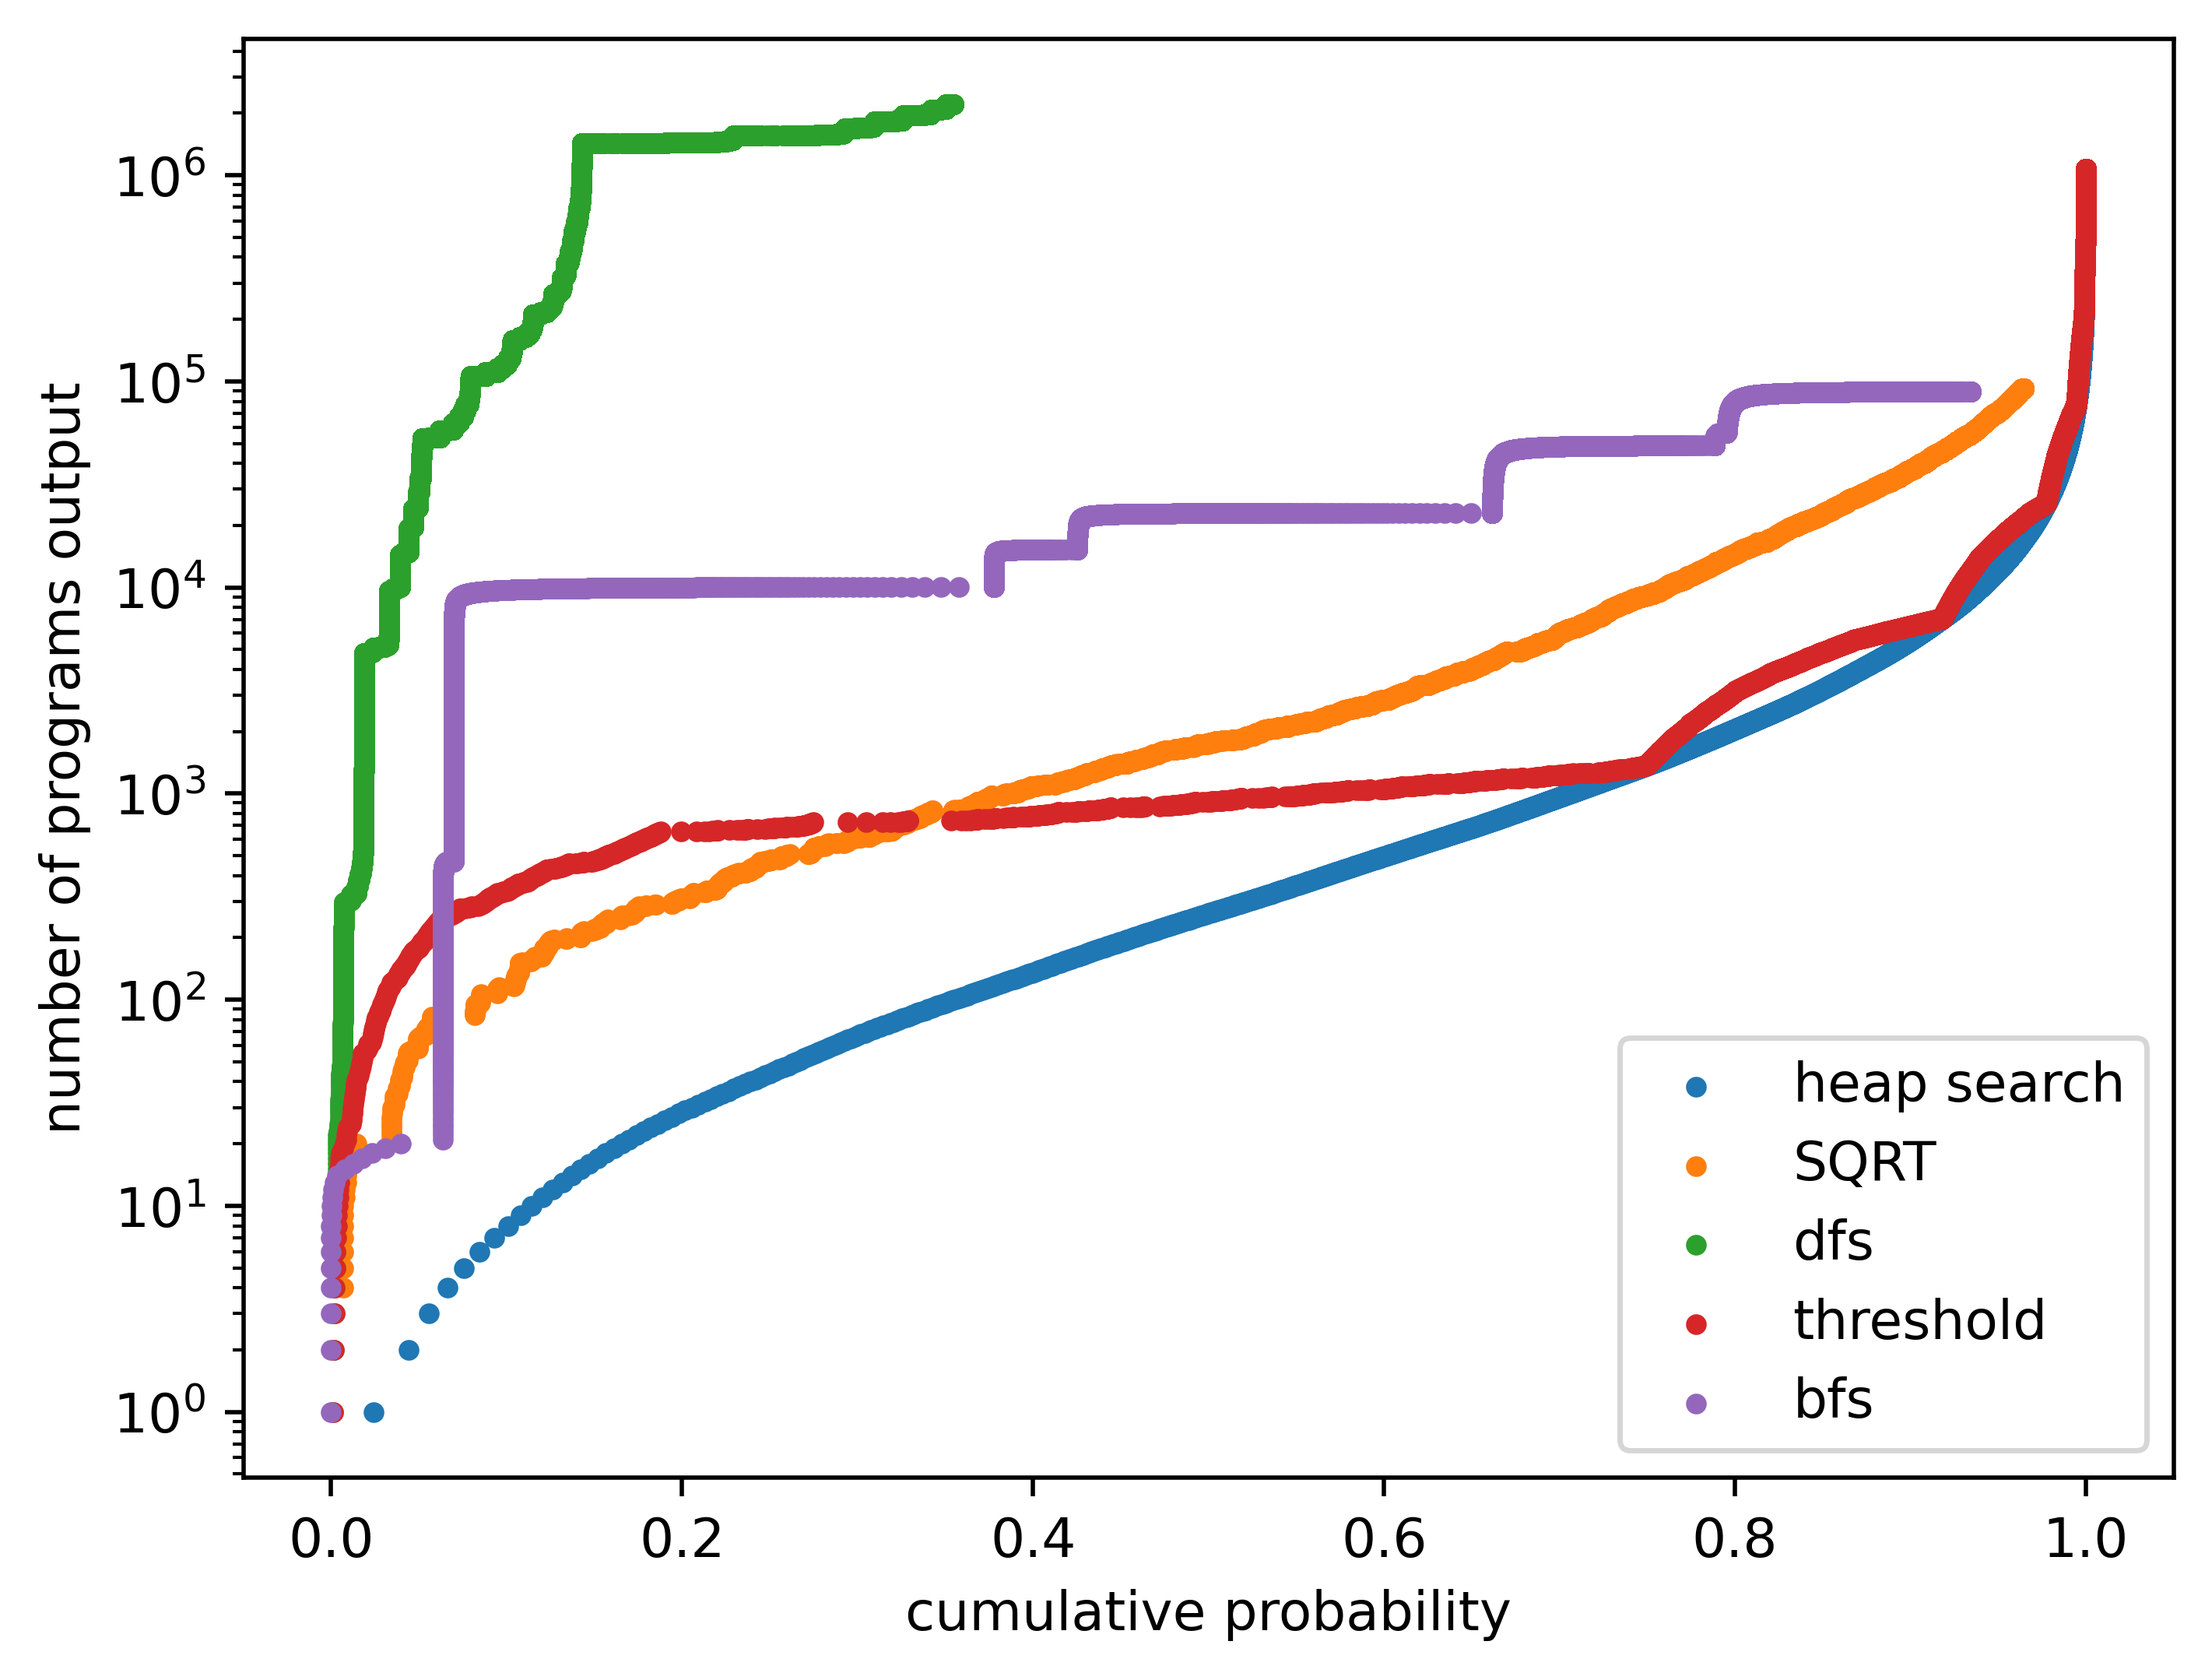 number of programs output
10^6
10^5
10^4
10^3
10^2
10^1
10^0
0.0
0.2
0.4
0.6
0.8
1.0
cumulative probability
heap search
SQRT
dfs
threshold
bfs